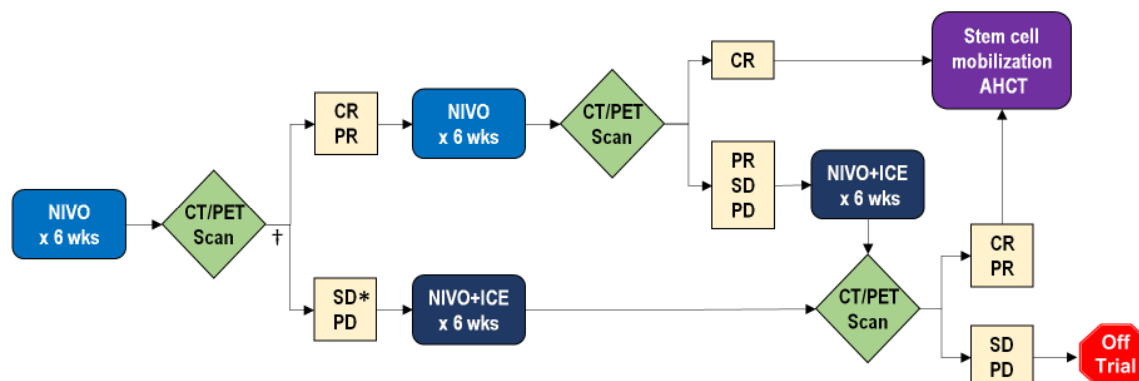 NIVO
x 6 wks
CT/PET
Scan
†
CR
PR
NIVO
x 6 wks
CT/PET
Scan
CR
Stem cell
mobilization
AHCT
PR
SD
PD
NIVO+ICE
x 6 wks
SD*
PD
NIVO+ICE
x 6 wks
CT/PET
Scan
CR
PR
SD
PD
Off
Trial